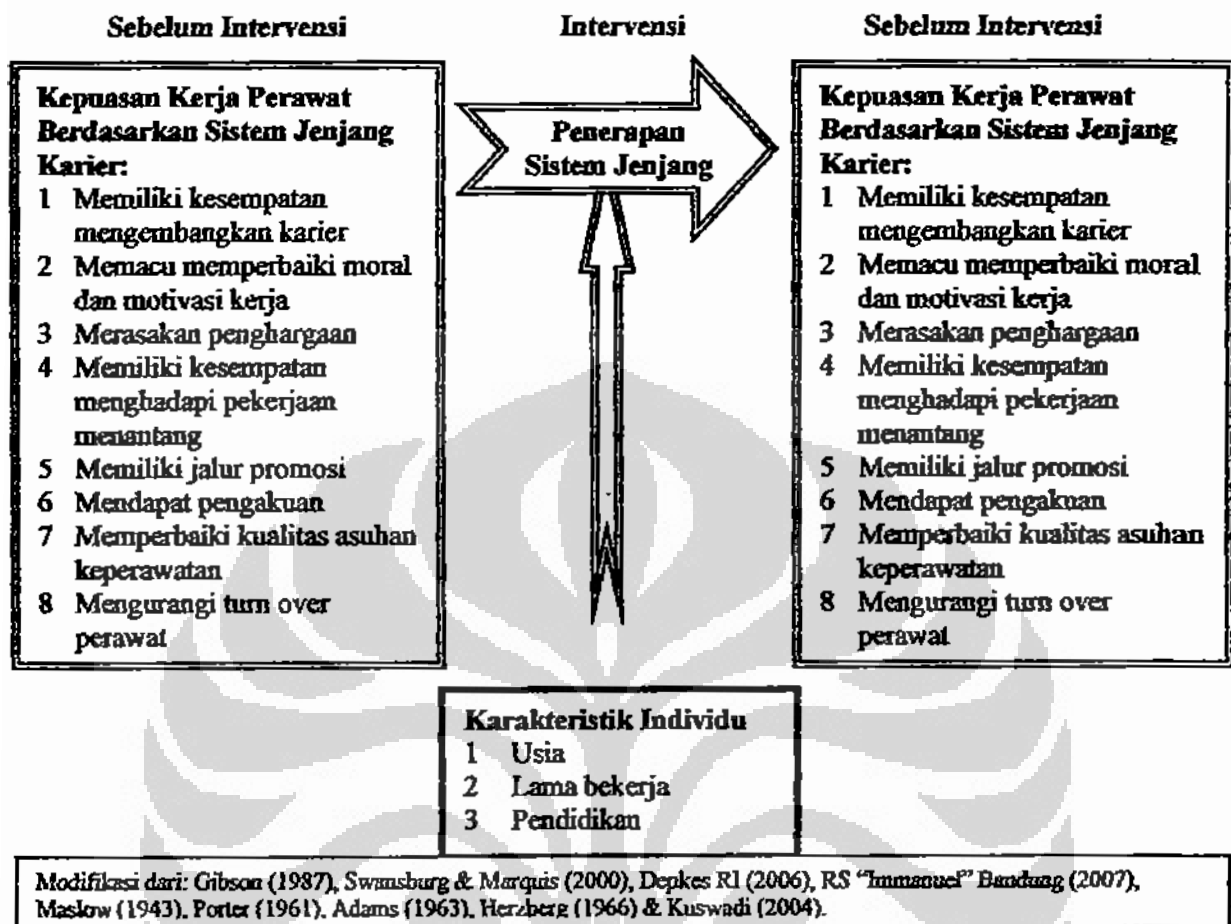 Sebelum Intervensi
Intervensi
Sebelum Intervensi
Kepuasan Kerja Perawat
Berdasarkan Sistem Jenjang
Karier:
1 Memiliki kesempatan
mengembangkan karier
2 Memacu memperbaiki moral
dan motivasi kerja
3 Merasakan penghargaan
4 Memiliki kesempatan
menghadapi pekerjaan
menantang
5 Memiliki jalur promosi
6 Mendapat pengakuan
7 Memperbaiki kualitas asuhan
keperawatan
8 Mengurangi turn over
perawat
Penerapan
Sistem Jenjang
Kepuasan Kerja Perawat
Berdasarkan Sistem Jenjang
Karier:
1 Memiliki kesempatan
mengembangkan karier
2 Memacu memperbaiki moral
dan motivasi kerja
3 Merasakan penghargaan
4 Memiliki kesempatan
menghadapi pekerjaan
menantang
5 Memiliki jalur promosi
6 Mendapat pengakuan
7 Memperbaiki kualitas asuhan
keperawatan
8 Mengurangi turn over
perawat
Karakteristik Individu
1 Usia
2 Lama bekerja
3 Pendidikan
Modifikasi dari: Gibson (1987), Swansburg & Marquis (2000), Depkes RI (2006), RS "Immanuel" Bandung (2007),
Maslow (1943), Porter (1961), Adams (1963), Herzberg (1966) & Kuswadi (2004).